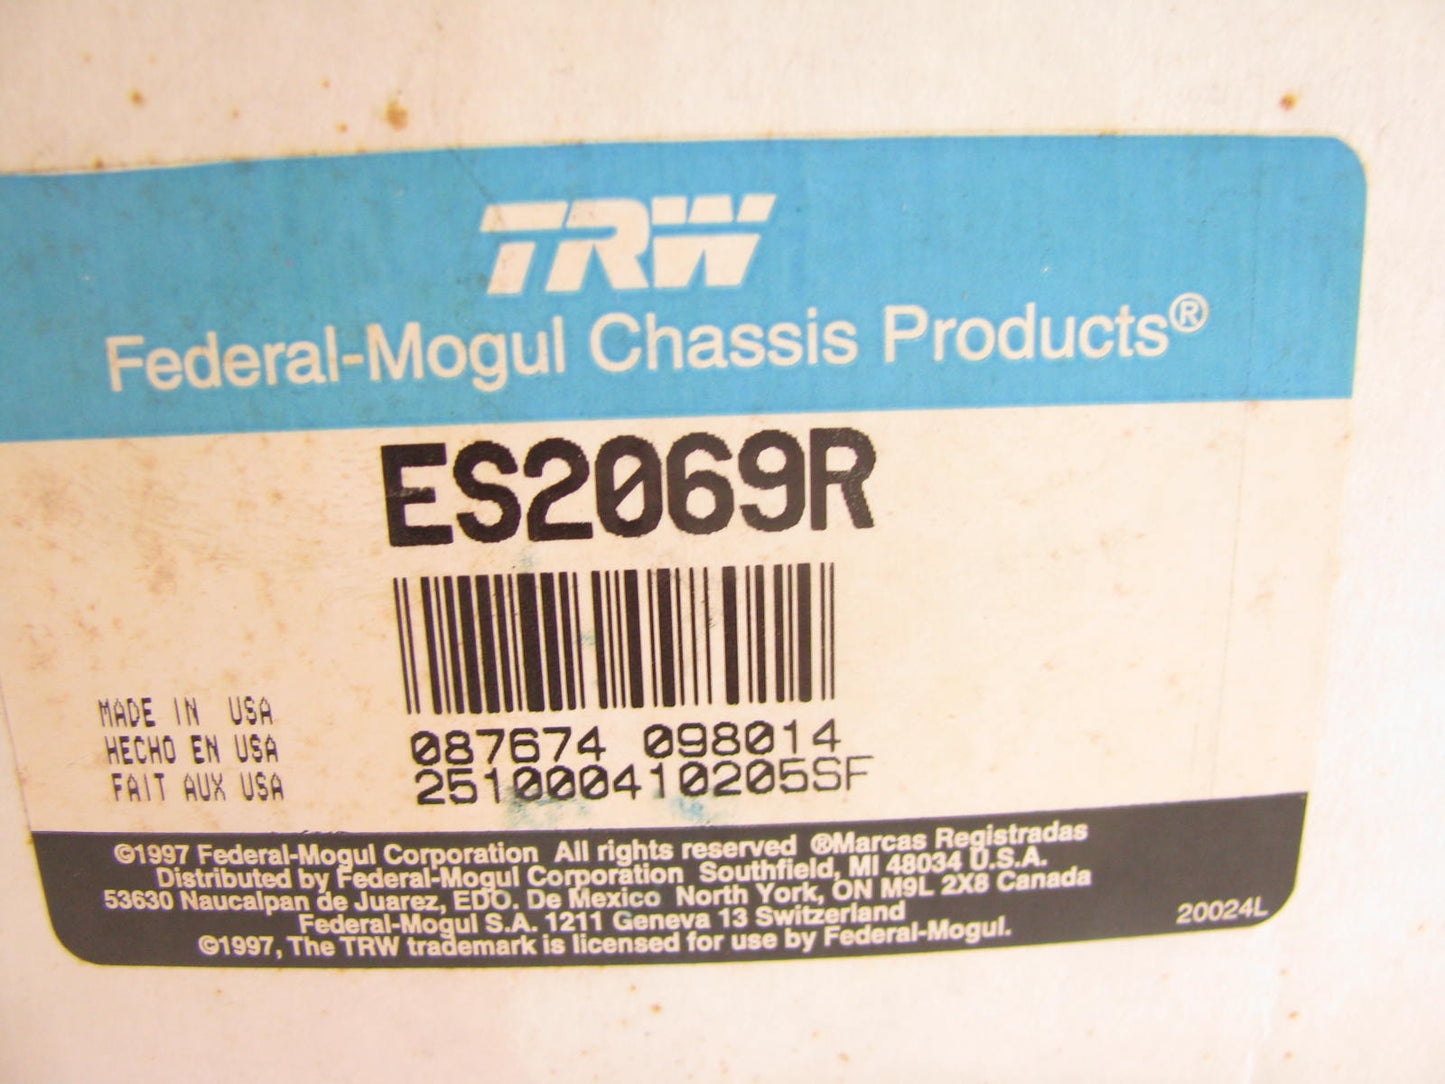 TRW
Federal-Mogul Chassis Products®
ES2069R
MADE IN USA
HECHO EN USA
FAIT AUX USA
087674 098014
251000410205SF
©1997 Federal-Mogul Corporation All rights reserved ®Marcas Registradas
Distributed by Federal-Mogul Corporation Southfield, MI 48034 U.S.A.
53630 Naucalpan de Juarez, EDO. De Mexico North York, ON M9L 2X8 Canada
Federal-Mogul S.A. 1211 Geneva 13 Switzerland
©1997, The TRW trademark is licensed for use by Federal-Mogul.
20024L